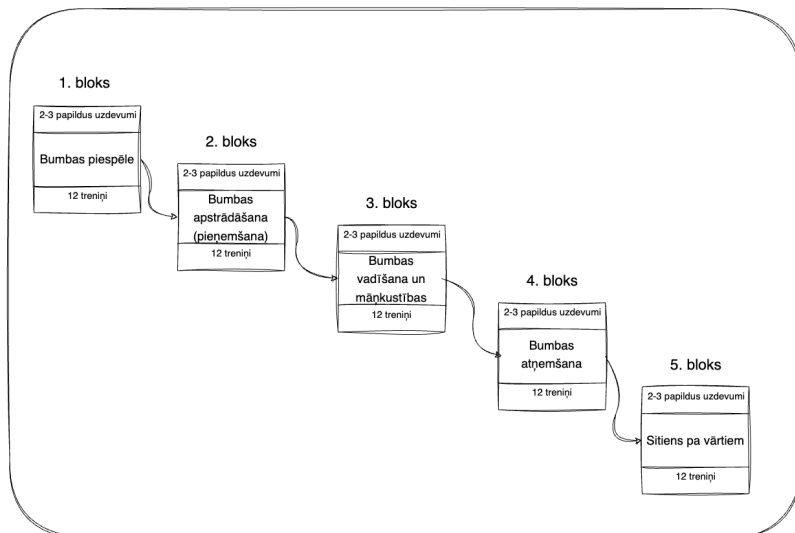 1. bloks
2-3 papildus uzdevumi
Bumbas piespēle
12 treniņi
2. bloks
2-3 papildus uzdevumi
Bumbas
apstrādāšana
(pieņemšana)
12 treniņi
3. bloks
2-3 papildus uzdevumi
Bumbas
vadīšana un
māņkustības
12 treniņi
4. bloks
2-3 papildus uzdevumi
Bumbas
atņemšana
12 treniņi
5. bloks
2-3 papildus uzdevumi
Sitiens pa vārtiem
12 treniņi